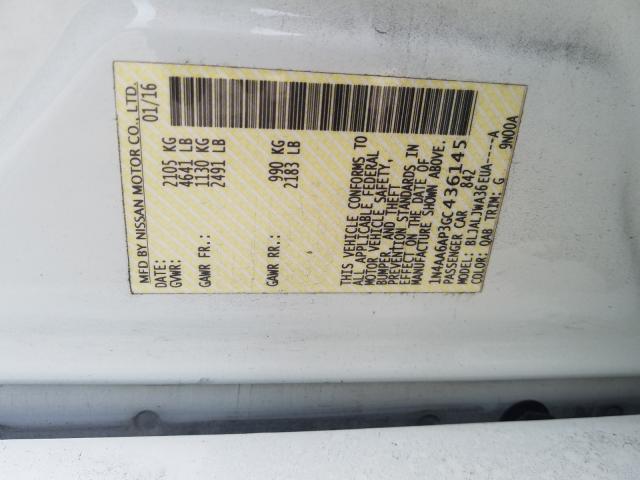 MFD BY NISSAN MOTOR CO., LTD.
DATE: 01/16
GVWR: 2105 KG
4641 LB
GAWR FR.: 1130 KG
2491 LB
GAWR RR.: 990 KG
2183 LB
THIS VEHICLE CONFORMS TO
ALL APPLICABLE FEDERAL
MOTOR VEHICLE SAFETY,
BUMPER, AND THEFT
PREVENTION STANDARDS IN
EFFECT ON THE DATE OF
MANUFACTURE SHOWN ABOVE.
1N4AA6AP3GC436145
PASSENGER CAR 842
MODEL: BLJALJWA36EUA----A
COLOR: QAB TRIM: G 9N00A